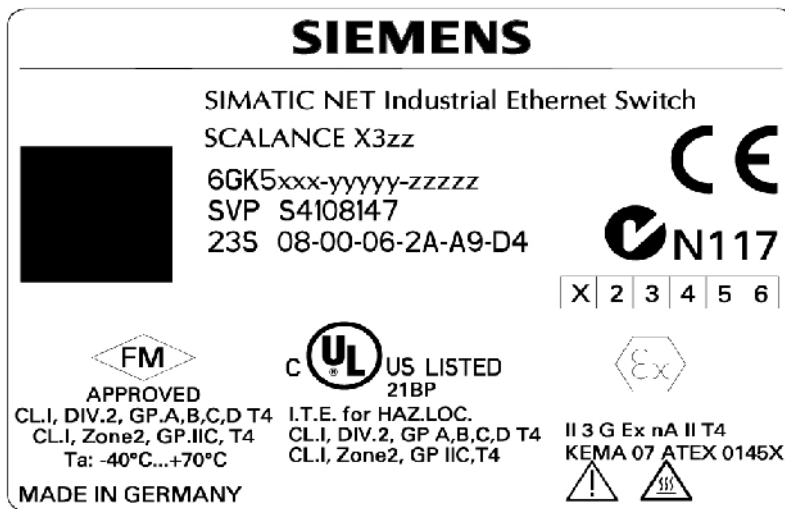 SIEMENS
SIMATIC NET Industrial Ethernet Switch
SCALANCE X3zz
6GK5xxx-yyyyy-zzzzz
SVP S4108147
23S 08-00-06-2A-A9-D4
CE
N117
X 2 3 4 5 6
FM
APPROVED
CL.I, DIV.2, GP.A,B,C,D T4
CL.I, Zone2, GP.IIC, T4
Ta: -40°C...+70°C
C UL ® US LISTED
21BP
I.T.E. for HAZ.LOC.
CL.I, DIV.2, GP A,B,C,D T4
CL.I, Zone2, GP IIC,T4
Ex
II 3 G Ex nA II T4
KEMA 07 ATEX 0145X
MADE IN GERMANY